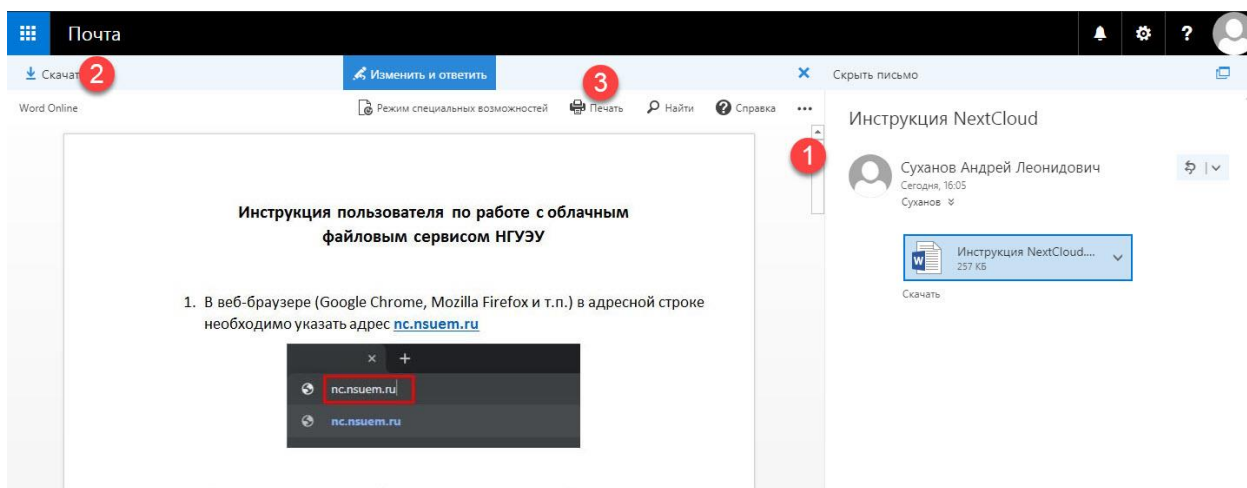 Почта
?
Скачат
2
Изменить и ответить
3
Скрыть письмо
Word Online
Режим специальных возможностей
Печать
Найти
Справка
...
1
Инструкция NextCloud
Суханов Андрей Леонидович
Сегодня, 16:05
Суханов
Инструкция NextCloud....
257 КБ
Скачать
Инструкция пользователя по работе с облачным
файловым сервисом НГУЭУ
1. В веб-браузере (Google Chrome, Mozilla Firefox и т.п.) в адресной строке
необходимо указать адрес nc.nsuem.ru
nc.nsuem.ru
nc.nsuem.ru